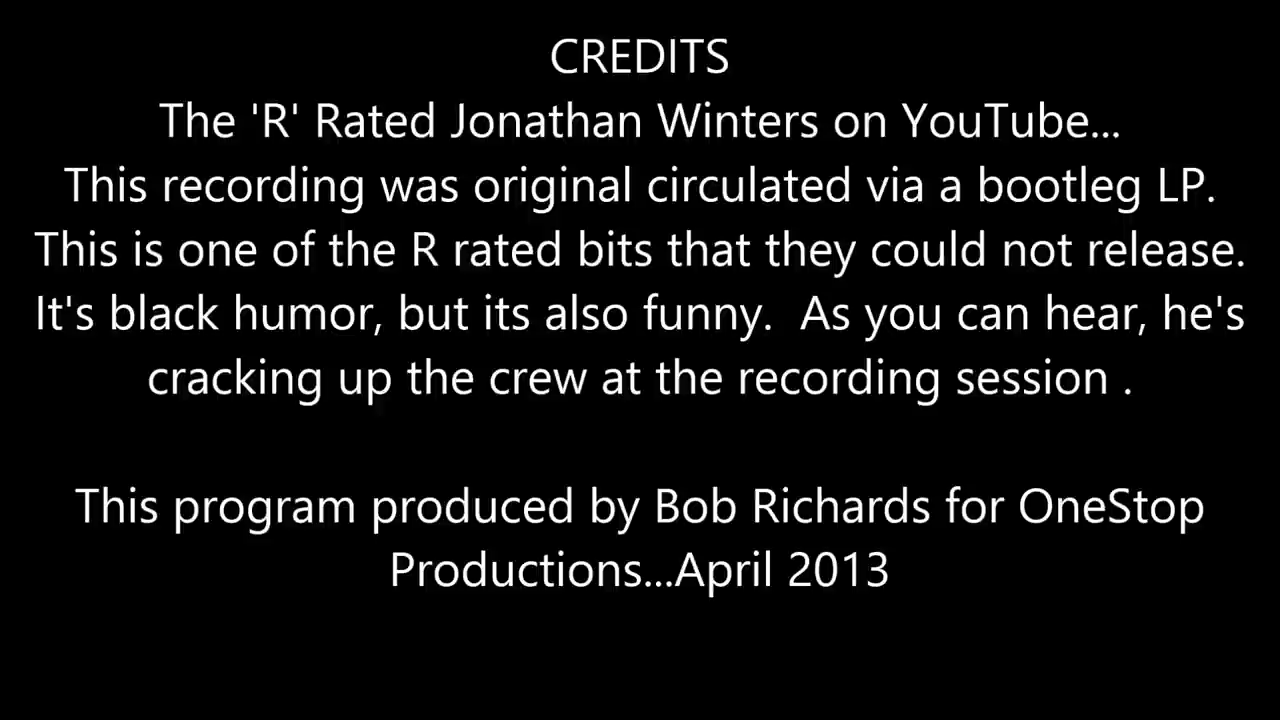 CREDITS
The 'R' Rated Jonathan Winters on YouTube...
This recording was original circulated via a bootleg LP.
This is one of the R rated bits that they could not release.
It's black humor, but its also funny.  As you can hear, he's
cracking up the crew at the recording session .
This program produced by Bob Richards for OneStop
Productions...April 2013